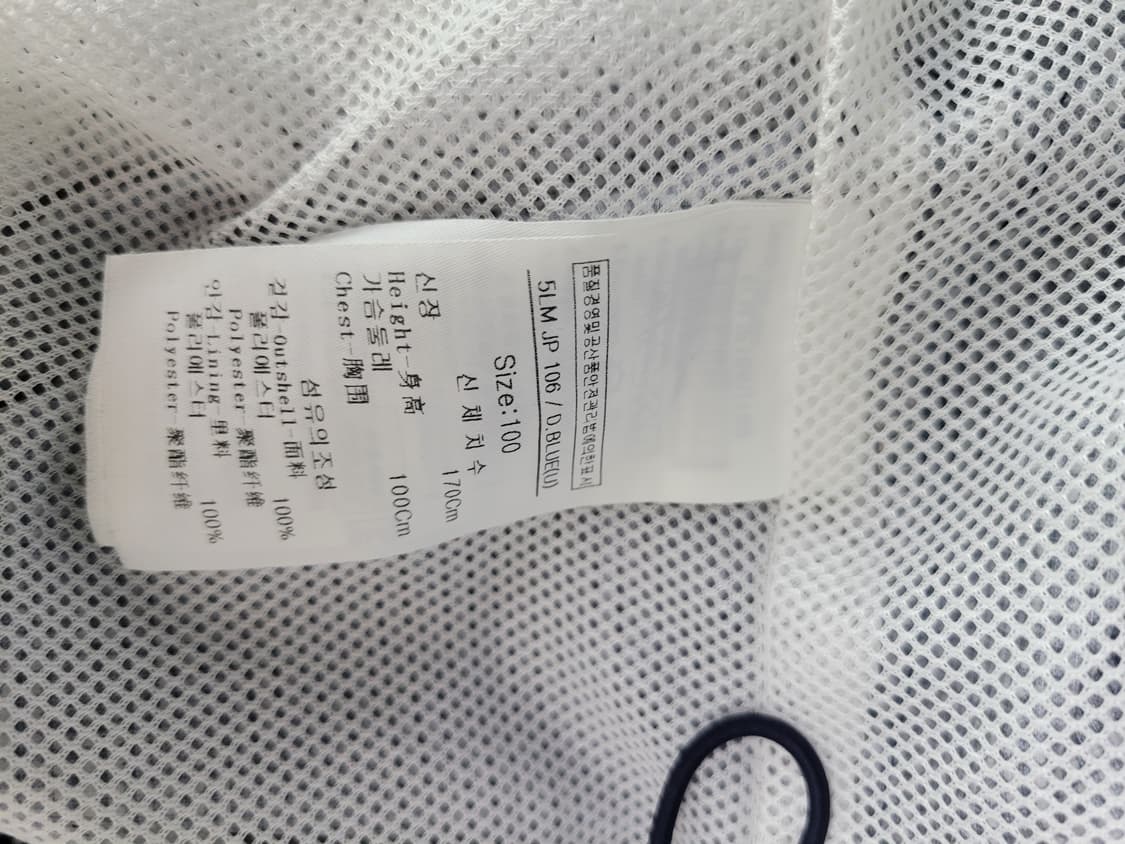 품질경영및공산품안전관리법에의한표시
5LM JP 106 / D.BLUE(U)
Size:100
신 체 치 수
신장 170Cm
Height-身高
가슴둘레 100Cm
Chest-胸围
섬유의조성
겉감-Outshell-面料 100%
폴리에스터
Polyester 聚酯纤维
안감-Lining-里料 100%
폴리에스터
Polyester 聚酯纤维